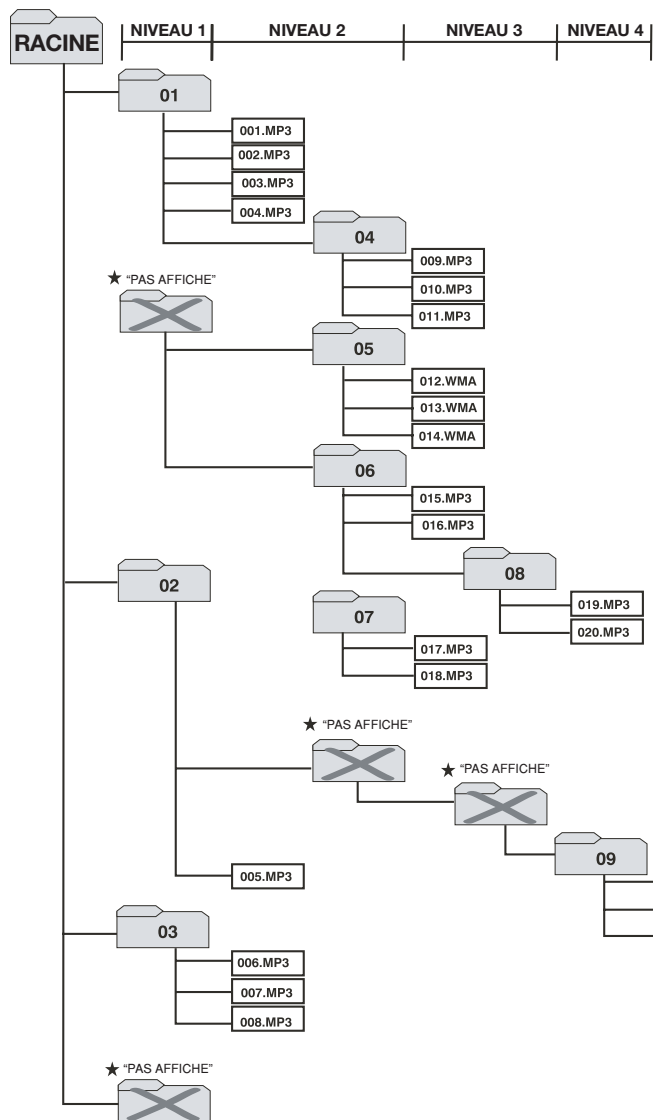 RACINE
NIVEAU 1 NIVEAU 2 NIVEAU 3 NIVEAU 4
01
001.MP3
002.MP3
003.MP3
004.MP3
04
009.MP3
010.MP3
011.MP3
★ "PAS AFFICHE"
05
012.WMA
013.WMA
014.WMA
06
015.MP3
016.MP3
08
019.MP3
020.MP3
02
07
017.MP3
018.MP3
★ "PAS AFFICHE"
★ "PAS AFFICHE"
09
005.MP3
03
006.MP3
007.MP3
008.MP3
★ "PAS AFFICHE"